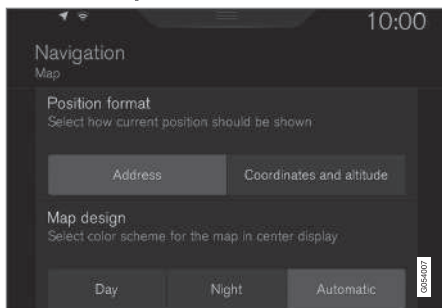 10:00
Navigation
Map
Position format
Select how current position should be shown
Address
Coordinates and altitude
Map design
Select color scheme for the map in center display
Day
Night
Automatic
G054007